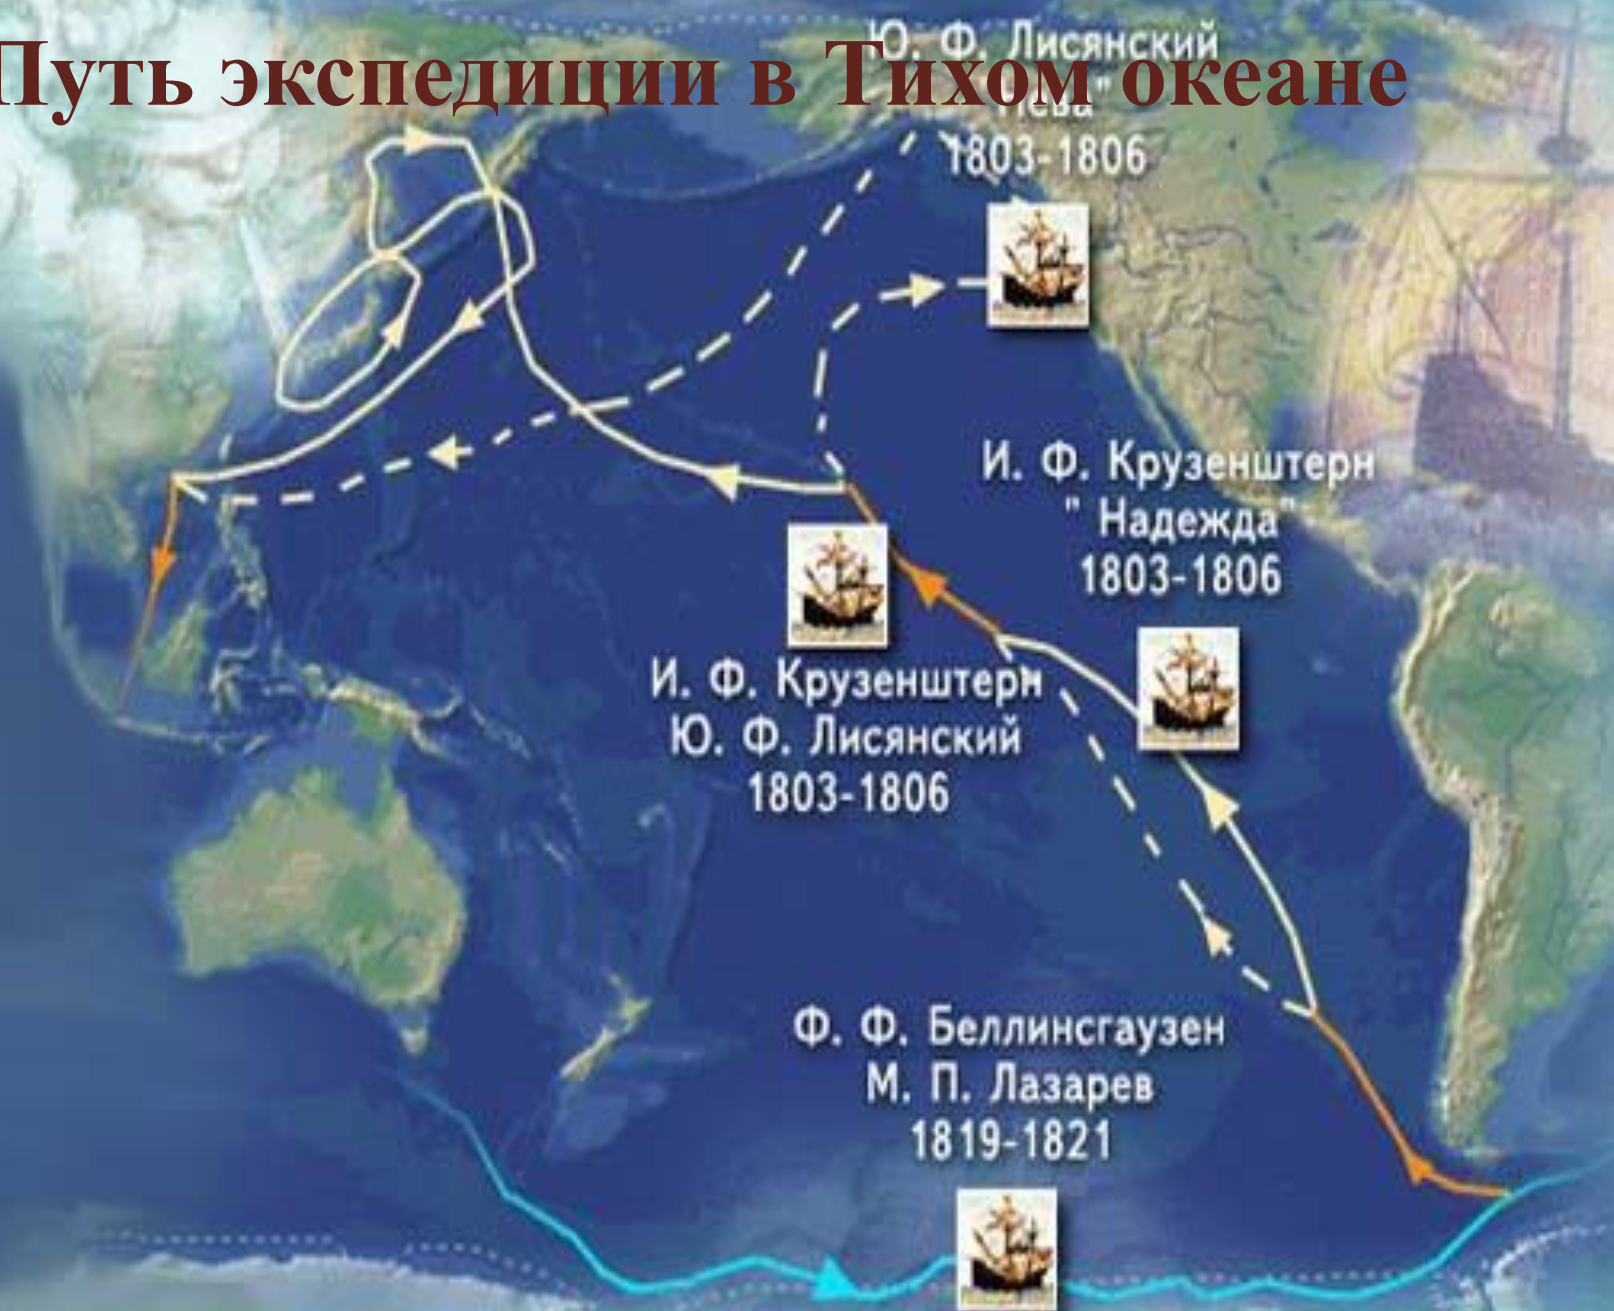 Путь экспедиции в Тихом океане
Ю. Ф. Лисянский
"Нева"
1803-1806
И. Ф. Крузенштерн
" Надежда"
1803-1806
И. Ф. Крузенштерн
Ю. Ф. Лисянский
1803-1806
Ф. Ф. Беллинсгаузен
М. П. Лазарев
1819-1821